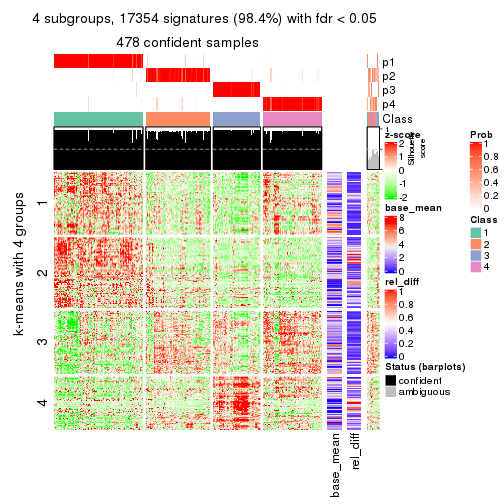 4 subgroups, 17354 signatures (98.4%) with fdr < 0.05
478 confident samples
p1
p2
p3
p4
Class
1
Silhouette
score
z-score
2
1
0
-1
-2
base_mean
8
6
4
2
0
rel_diff
1
0.8
0.6
0.4
0.2
0
Status (barplots)
confident
ambiguous
Prob
1
0.8
0.6
0.4
0.2
0
Class
1
2
3
4
k-means with 4 groups
1
2
3
4
base_mean
rel_diff